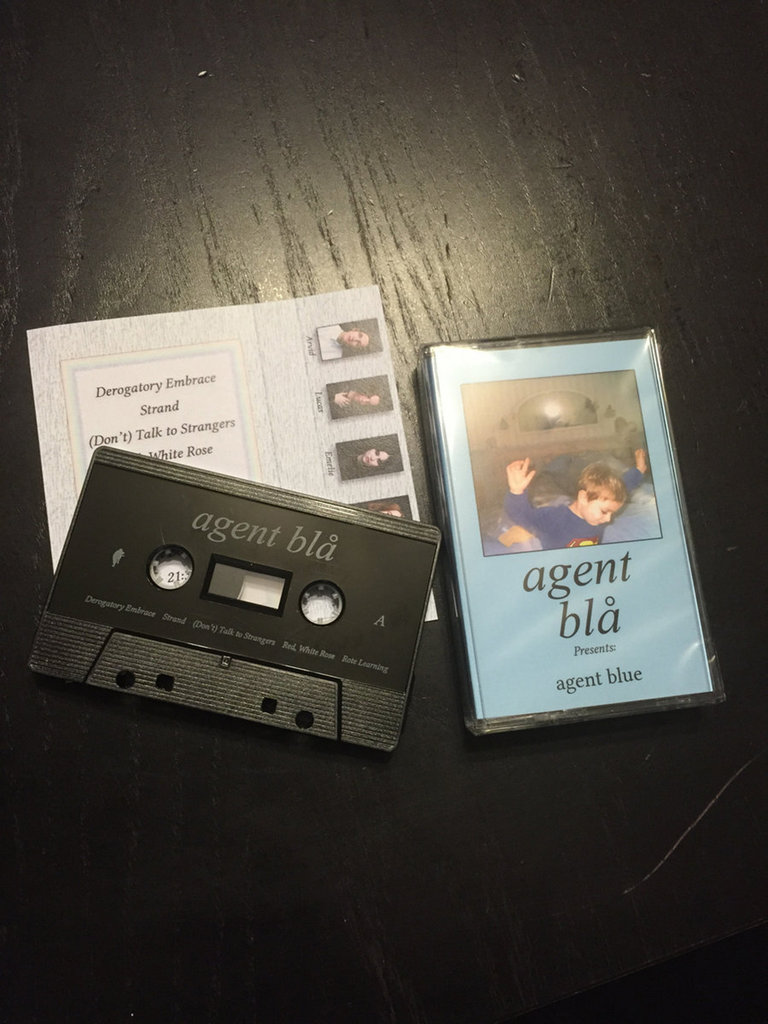 Derogatory Embrace
Strand
(Don't) Talk to Strangers
White Rose
Arvid
Lucas
Emelie
agent blå
21:
A
Derogatory Embrace Strand (Don't) Talk to Strangers Red, White Rose Rote Learning
agent
blå
Presents:
agent blue